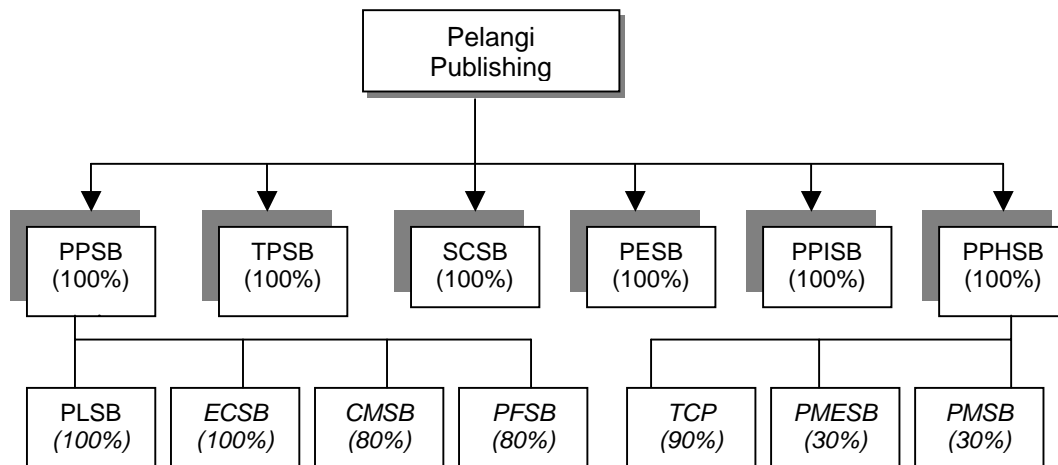 Pelangi
Publishing
PPSB
(100%)
TPSB
(100%)
SCSB
(100%)
PESB
(100%)
PPISB
(100%)
PPHSB
(100%)
PLSB
(100%)
ECSB
(100%)
CMSB
(80%)
PFSB
(80%)
TCP
(90%)
PMESB
(30%)
PMSB
(30%)